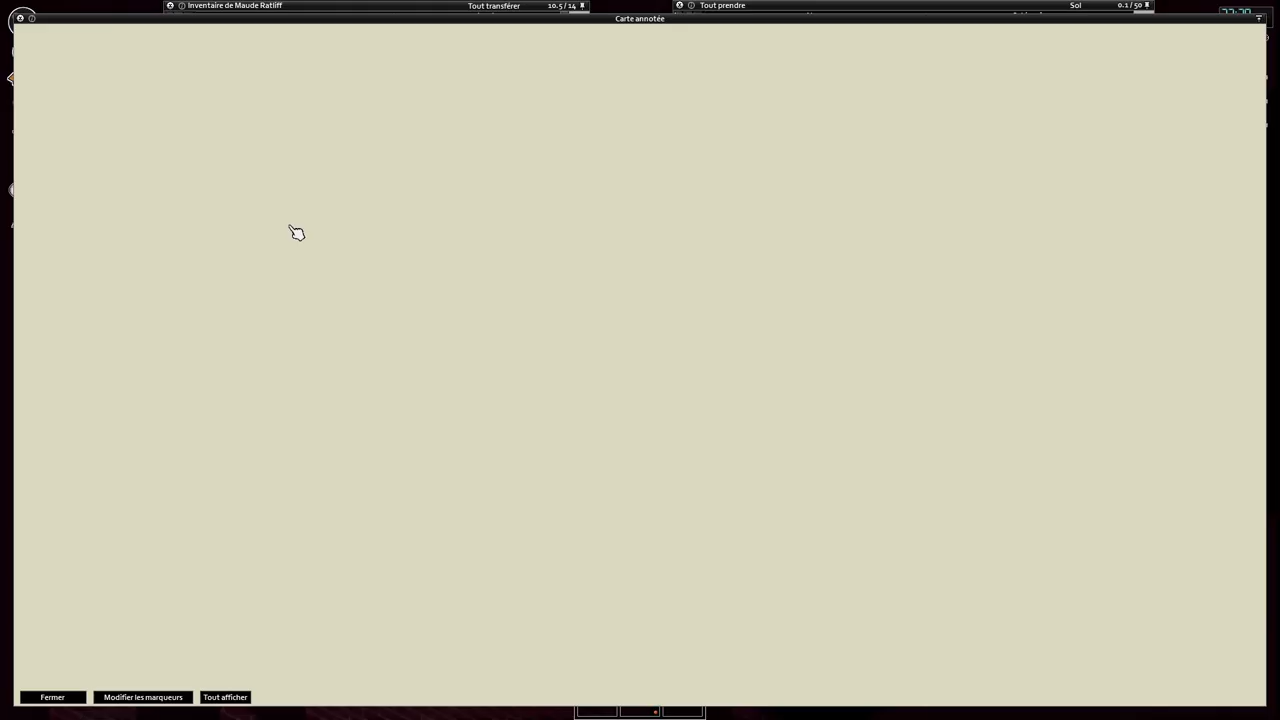 Inventaire de Maude Ratliff Tout transférer 10.5 / 14 Tout prendre Sol 0.1 / 50
Carte annotée
Fermer Modifier les marqueurs Tout afficher